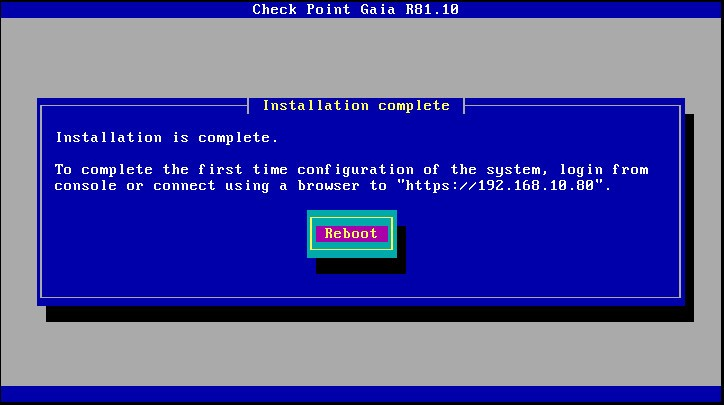 Check Point Gaia R81.10
Installation complete
Installation is complete.
To complete the first time configuration of the system, login from
console or connect using a browser to "https://192.168.10.80".
Reboot